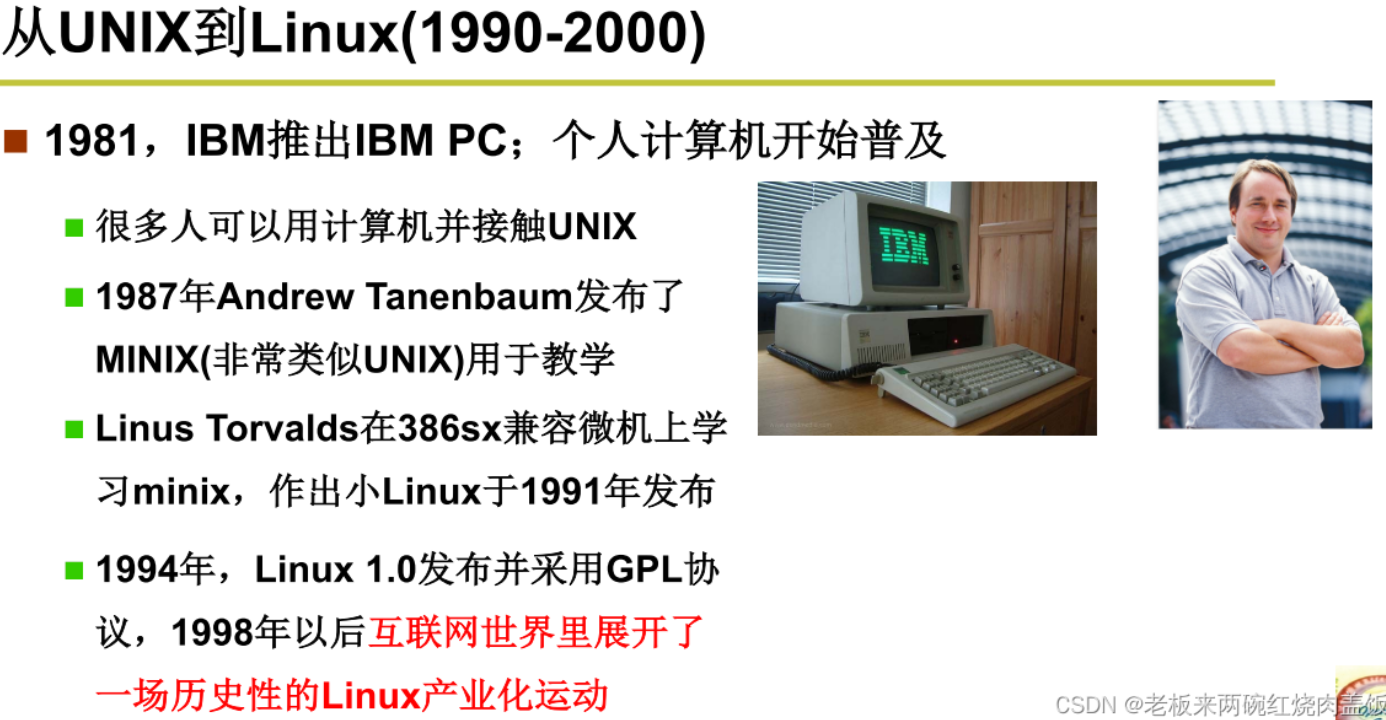 从UNIX到Linux(1990-2000)
1981，IBM推出IBM PC；个人计算机开始普及
很多人可以用计算机并接触UNIX
1987年Andrew Tanenbaum发布了
MINIX(非常类似UNIX)用于教学
Linus Torvalds在386sx兼容微机上学
习minix，作出小Linux于1991年发布
1994年，Linux 1.0发布并采用GPL协
议，1998年以后互联网世界里展开了
一场历史性的Linux产业化运动
IBM
CSDN @老板来两碗红烧肉盖饭